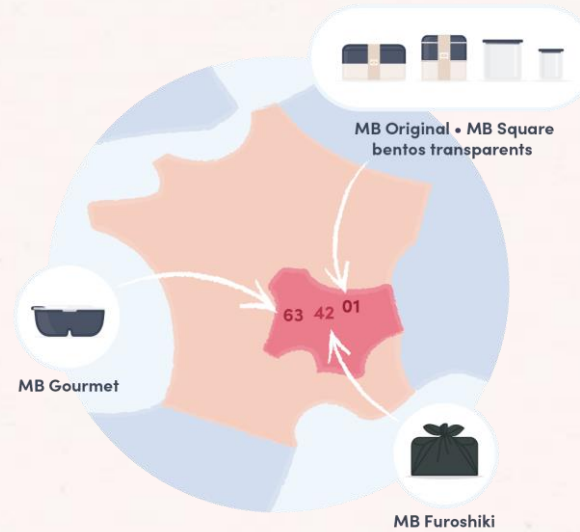 MB Original • MB Square
bentos transparents
63 42 01
MB Gourmet
MB Furoshiki